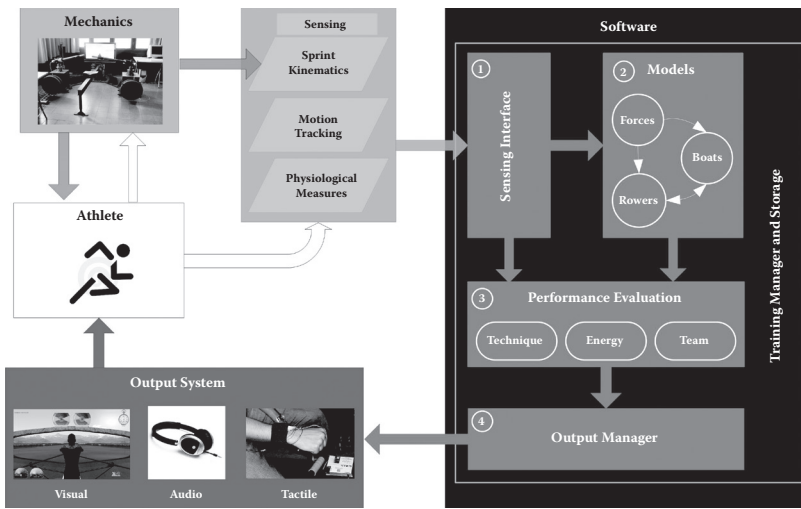 Mechanics
Sensing
Sprint
Kinematics
Motion
Tracking
Physiological
Measures
Athlete
Output System
Visual
Audio
Tactile
Software
1
Sensing Interface
2
Models
Forces
Boats
Rowers
3
Performance Evaluation
Technique
Energy
Team
4
Output Manager
Training Manager and Storage